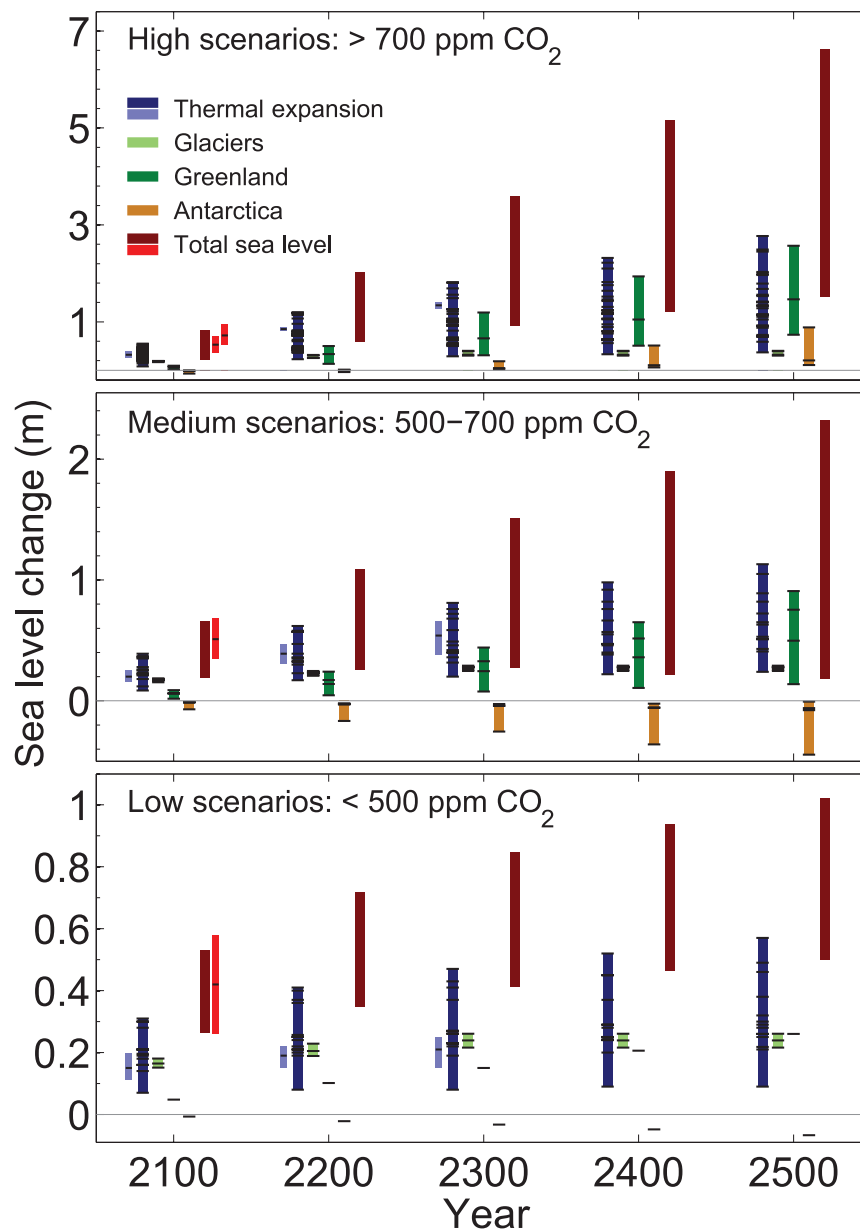 High scenarios: > 700 ppm CO2
Thermal expansion
Glaciers
Greenland
Antarctica
Total sea level
7
5
3
1
Medium scenarios: 500−700 ppm CO2
2
1
0
Sea level change (m)
Low scenarios: < 500 ppm CO2
1
0.8
0.6
0.4
0.2
0
2100 2200 2300 2400 2500
Year